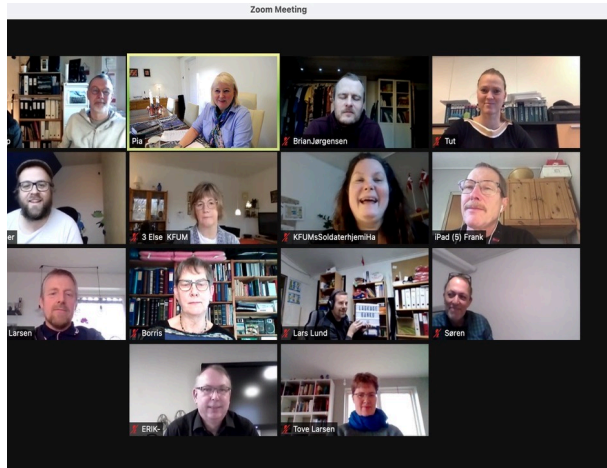 Zoom Meeting
Pia
BrianJørgensen
Tut
er
3 Else KFUM
KFUMsSoldaterhjemiHa
iPad (5) Frank
Larsen
Borris
Lars Lund
Søren
ERIK-
Tove Larsen